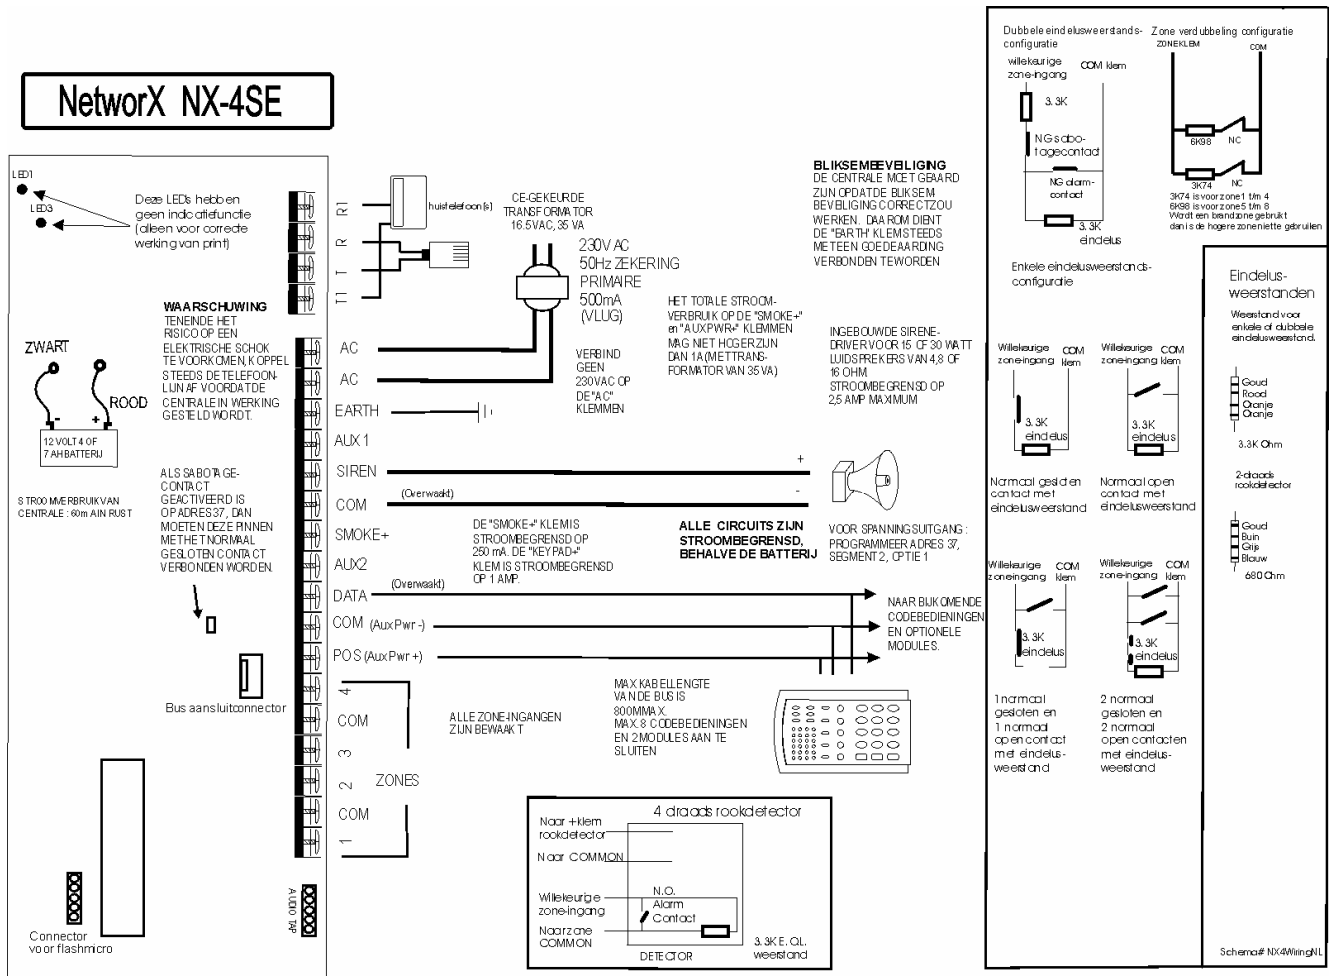 NetworX NX-4SE
LED1
LED3
Deze LEDs hebben
geen indicatiefunctie
(alleen voor correcte
werking van print)
WAARSCHUWING
TENEINDE HET
RISICO OP EEN
ELEKTRISCHE SCHOK
TE VOORKOMEN, KOPPEL
STEEDS DE TELEFOON-
LIJN AF VOORDAT DE
CENTRALE IN WERKING
GESTELD WORDT.
ZWART
ROOD
-
+
12 VOLT 4 OF
7 AH BATTERIJ
STROOMVERBRUIK VAN
CENTRALE : 60mA IN RUST
ALS SABOTAGE-
CONTACT
GEACTIVEERD IS
OP ADRES 37, DAN
MOETEN DEZE PINNEN
MET HET NORMAAL
GESLOTEN CONTACT
VERBONDEN WORDEN.
Bus aansluitconnector
Connector
voor flashmicro
AUDIO TAP
R1
R
T
T1
AC
AC
EARTH
AUX 1
SIREN
COM
SMOKE+
AUX2
DATA
COM (Aux Pwr -)
POS (Aux Pwr +)
4
COM
3
2
ZONES
COM
1
huistelefoon(s)
CE-GEKEURDE
TRANSFORMATOR
16.5VAC, 35 VA
230V AC
50Hz ZEKERING
PRIMAIRE
500mA
(VLUG)
VERBIND
GEEN
230VAC OP
DE "AC"
KLEMMEN
HET TOTALE STROOM-
VERBRUIK OP DE "SMOKE+"
en "AUXPWR+" KLEMMEN
MAG NIET HOGER ZIJN
DAN 1A (MET TRANS-
FORMATOR VAN 35 VA)
BLIKSEMBEVEILIGING
DE CENTRALE MOET GEAARD
ZIJN OPDAT DE BLIKSEM
BEVEILIGING CORRECT ZOU
WERKEN. DAAROM DIENT
DE "EARTH" KLEM STEEDS
MET EEN GOEDE AARDING
VERBONDEN TE WORDEN
INGEBOUWDE SIRENE-
DRIVER VOOR 15 OF 30 WATT
LUIDSPREKERS VAN 4,8 OF
16 OHM.
STROOMBEGRENSD OP
2,5 AMP MAXIMUM
+
-
(Overwaakt)
DE "SMOKE+" KLEM IS
STROOMBEGRENSD OP
250 mA. DE "KEYPAD+"
KLEM IS STROOMBEGRENSD
OP 1 AMP.
ALLE CIRCUITS ZIJN
STROOMBEGRENSD,
BEHALVE DE BATTERIJ
VOOR SPANNINGSUITGANG :
PROGRAMMEER ADRES 37,
SEGMENT 2, OPTIE 1
(Overwaakt)
NAAR BIJKOMENDE
CODEBEDIENINGEN
EN OPTIONELE
MODULES.
MAX KABELLENGTE
VAN DE BUS IS
800M MAX.
MAX. 8 CODEBEDIENINGEN
EN 2 MODULES AAN TE
SLUITEN
ALLE ZONE-INGANGEN
ZIJN BEWAAKT
4 draads rookdetector
Naar + klem
rookdetector
Naar COMMON
Willekeurige
zone-ingang
Naar zone
COMMON
N.O.
Alarm
Contact
DETECTOR
3.3K E.O.L.
weerstand
Dubbele eindelusweerstands-
configuratie
willekeurige
zone-ingang
COM klem
3.3K
NG sabo-
tagecontact
NG alarm-
contact
3.3K
eindelus
Zone verdubbeling configuratie
ZONEKLEM
COM
6K98
NC
3K74
NC
3K74 is voor zone 1 t/m 4
6K98 is voor zone 5 t/m 8
Wordt een brandzone gebruikt
dan is de hogere zone niet te gebruiken
Enkele eindelusweerstands-
configuratie
Willekeurige
zone-ingang
COM
klem
3.3K
eindelus
Normaal gesloten
contact met
eindelusweerstand
Willekeurige
zone-ingang
COM
klem
3.3K
eindelus
Normaal open
contact met
eindelusweerstand
Willekeurige
zoneingang
COM
klem
3.3K
eindelus
1 normaal
gesloten en
1 normaal
open contact
met eindelus-
weerstand
Willekeurige
zone-ingang
COM
klem
3.3K
eindelus
2 normaal
gesloten en
2 normaal
open contacten
met eindelus-
weerstand
Eindelus-
weerstanden
Weerstand voor
enkele of dubbele
eindelusweerstand.
Goud
Rood
Oranje
Oranje
3.3K Ohm
2-draads
rookdetector
Goud
Bruin
Grijs
Blauw
680 Ohm
Schema# NX4WiringNL